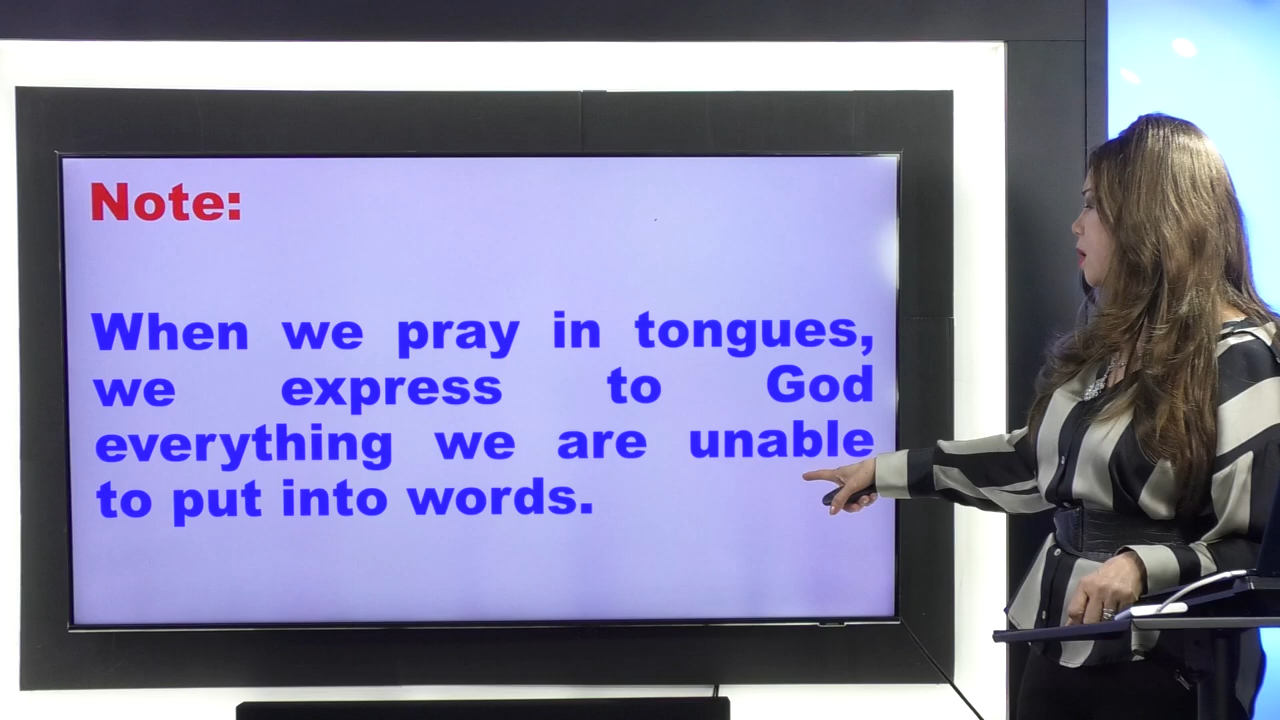 Note:
When we pray in tongues,
we express to God
everything we are unable
to put into words.